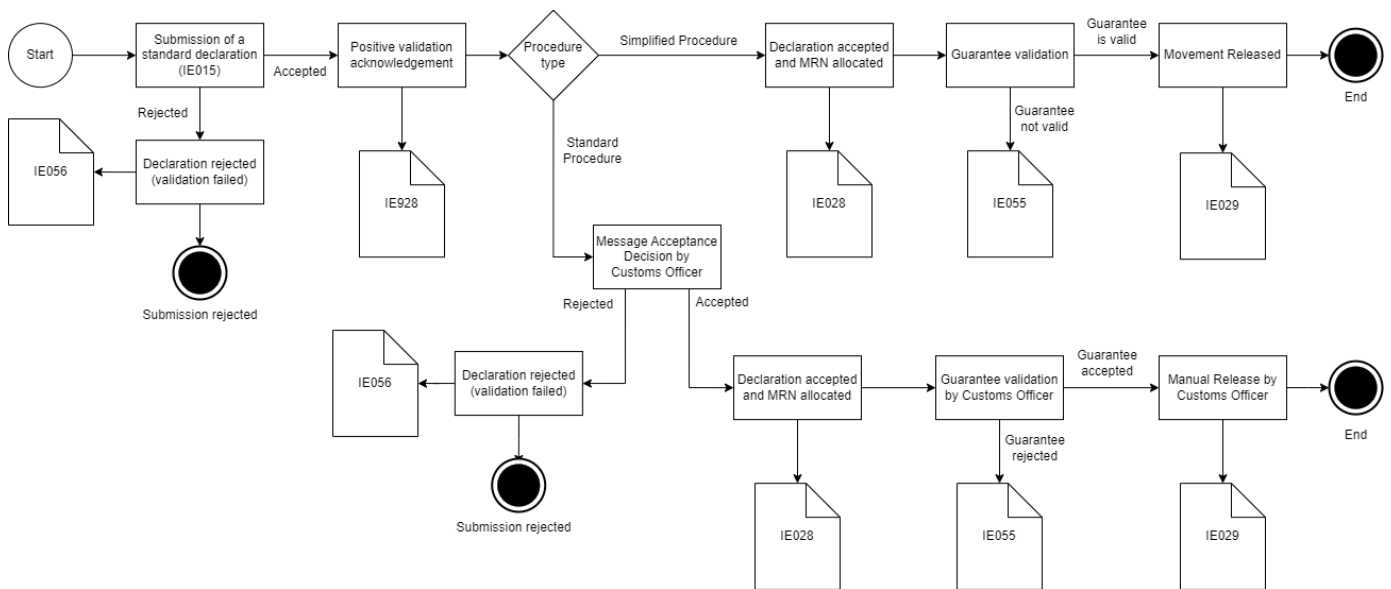 Start
Submission of a
standard declaration
(IE015)
Accepted
Positive validation
acknowledgement
Procedure
type
Simplified Procedure
Declaration accepted
and MRN allocated
Guarantee validation
Guarantee
is valid
Movement Released
End
Rejected
Guarantee
not valid
Standard
Procedure
IE056
Declaration rejected
(validation failed)
IE928
IE028
IE055
IE029
Submission rejected
Message Acceptance
Decision by
Customs Officer
Rejected
Accepted
IE056
Declaration rejected
(validation failed)
Declaration accepted
and MRN allocated
Guarantee validation
by Customs Officer
Guarantee
accepted
Manual Release by
Customs Officer
End
Guarantee
rejected
Submission rejected
IE028
IE055
IE029